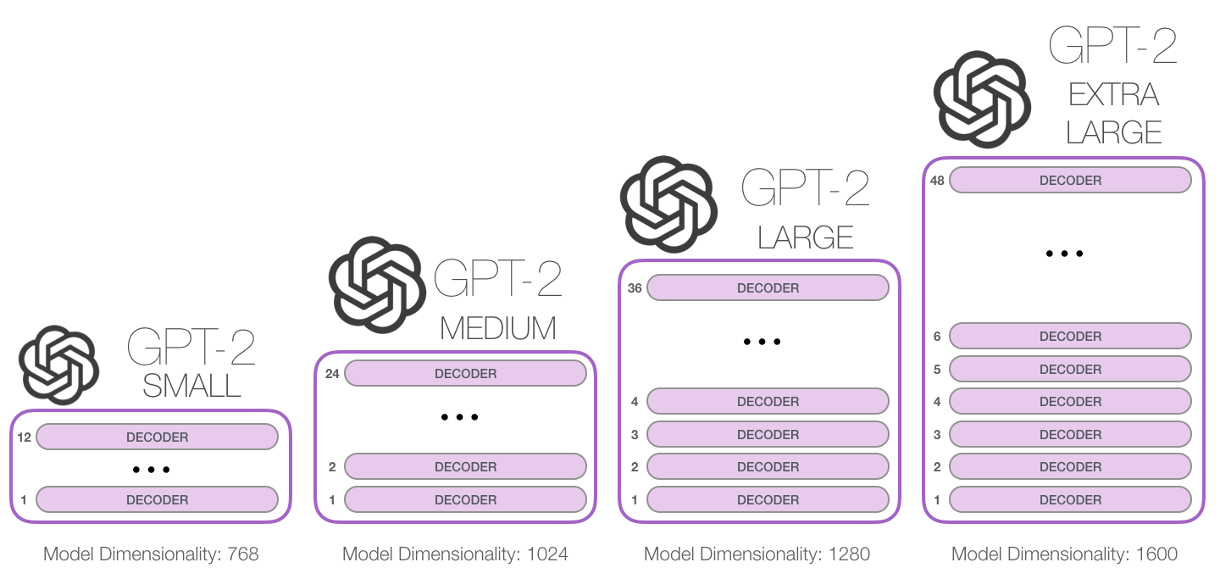 GPT-2
SMALL
12 DECODER
1 DECODER
Model Dimensionality: 768
GPT-2
MEDIUM
24 DECODER
2 DECODER
1 DECODER
Model Dimensionality: 1024
GPT-2
LARGE
36 DECODER
4 DECODER
3 DECODER
2 DECODER
1 DECODER
Model Dimensionality: 1280
GPT-2
EXTRA
LARGE
48 DECODER
6 DECODER
5 DECODER
4 DECODER
3 DECODER
2 DECODER
1 DECODER
Model Dimensionality: 1600